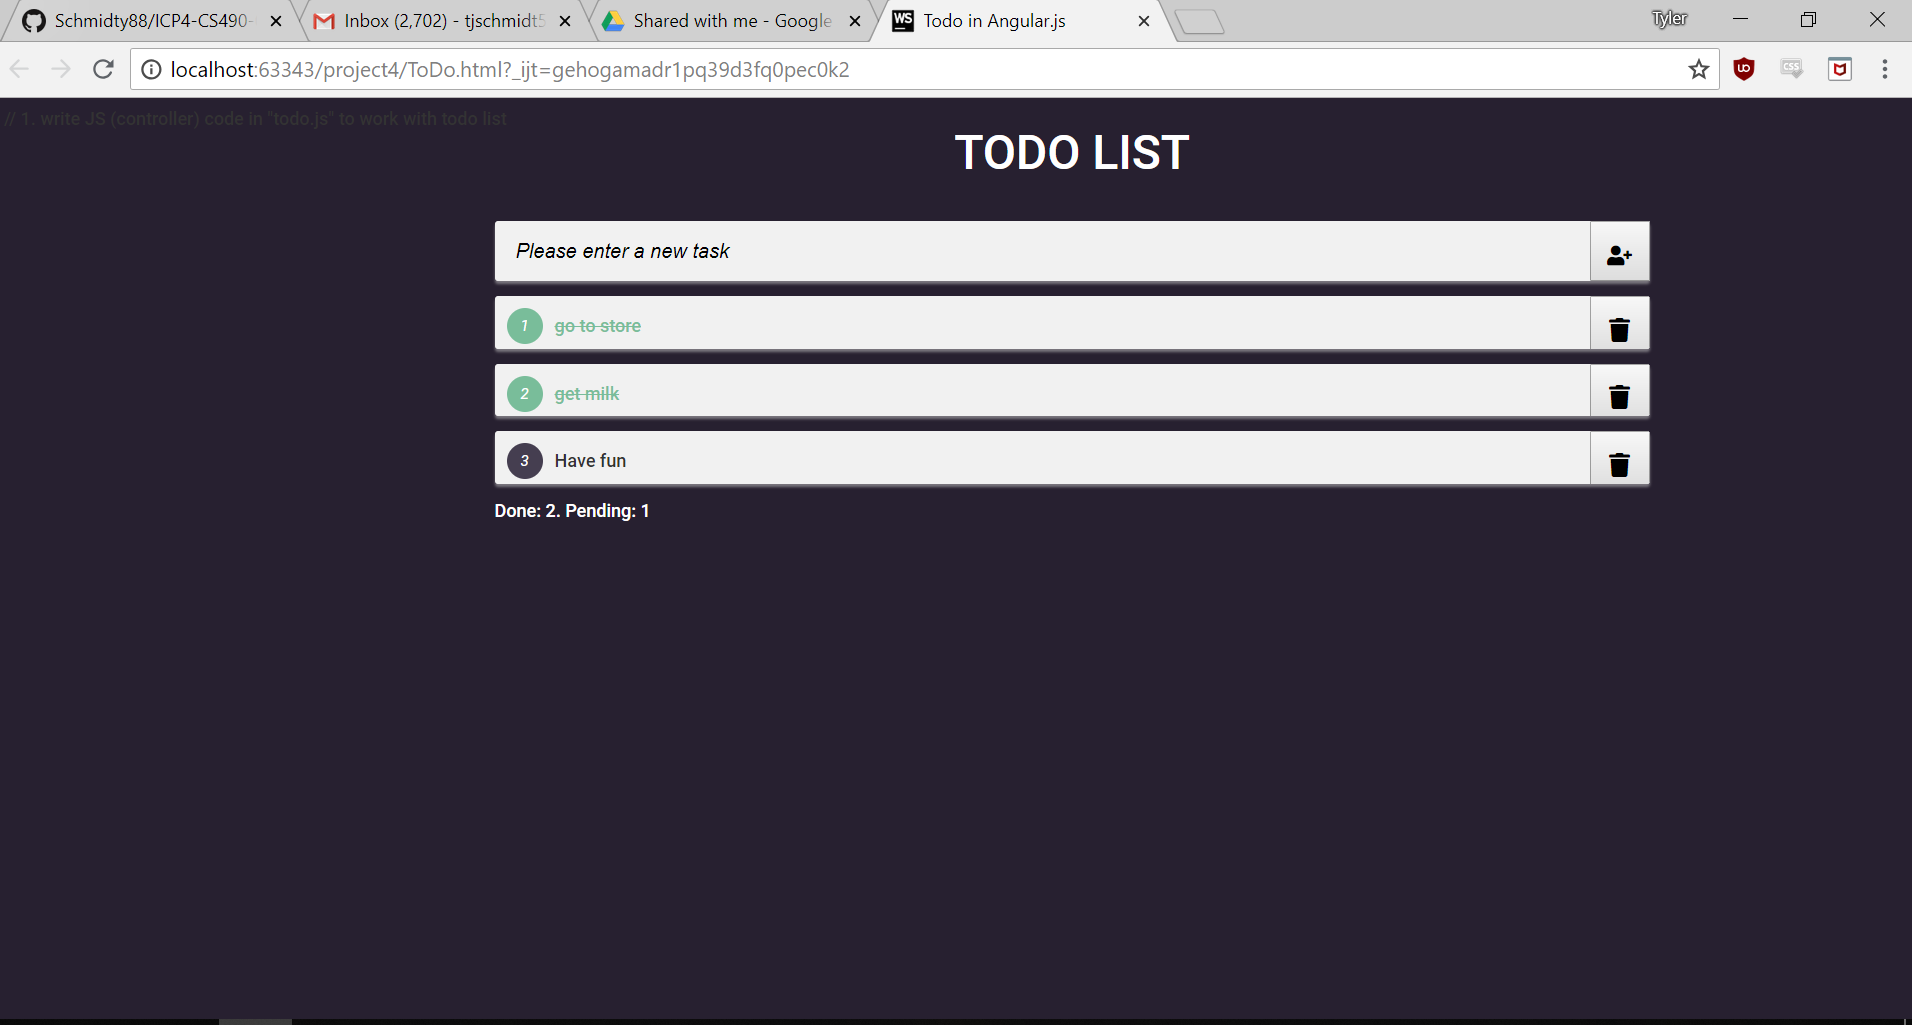 Schmidty88/ICP4-CS490-
Inbox (2,702) - tjschmidt5
Shared with me - Google
WS
Todo in Angular.js
Tyler
localhost:63343/project4/ToDo.html?_ijt=gehogamadr1pq39d3fq0pec0k2
CSS
// 1. write JS (controller) code in "todo.js" to work with todo list
TODO LIST
Please enter a new task
1 go to store
2 get milk
3 Have fun
Done: 2. Pending: 1